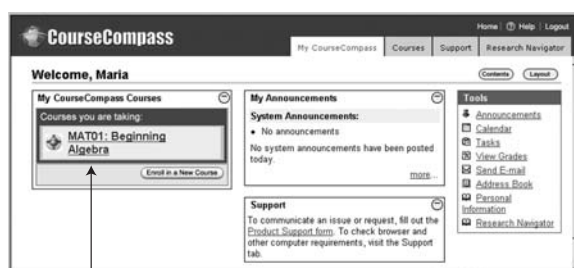 Home | ? Help | Logout
CourseCompass
My CourseCompass Courses Support Research Navigator
Welcome, Maria
Contents Layout
My CourseCompass Courses
Courses you are taking:
MAT01: Beginning
Algebra
Enroll in a New Course
My Announcements
System Announcements:
• No announcements
No system announcements have been posted
today.
more...
Support
To communicate an issue or request, fill out the
Product Support form. To check browser and
other computer requirements, visit the Support
tab.
Tools
Announcements
Calendar
Tasks
View Grades
Send E-mail
Address Book
Personal
Information
Research Navigator